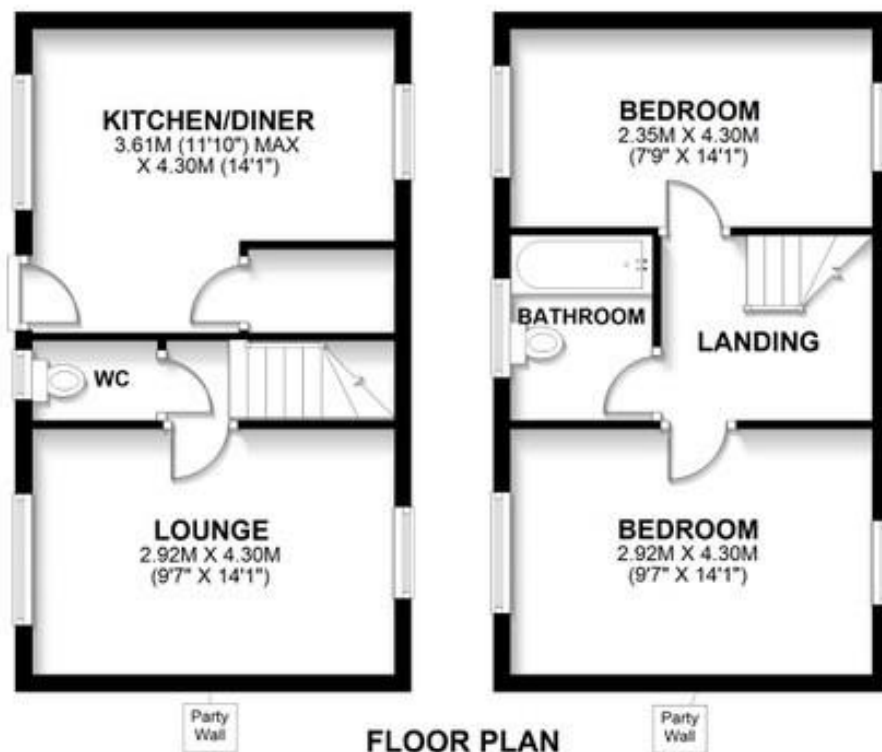 KITCHEN/DINER
3.61M (11'10") MAX
X 4.30M (14'1")
WC
LOUNGE
2.92M X 4.30M
(9'7" X 14'1")
Party
Wall
BEDROOM
2.35M X 4.30M
(7'9" X 14'1")
BATHROOM
LANDING
BEDROOM
2.92M X 4.30M
(9'7" X 14'1")
Party
Wall
FLOOR PLAN